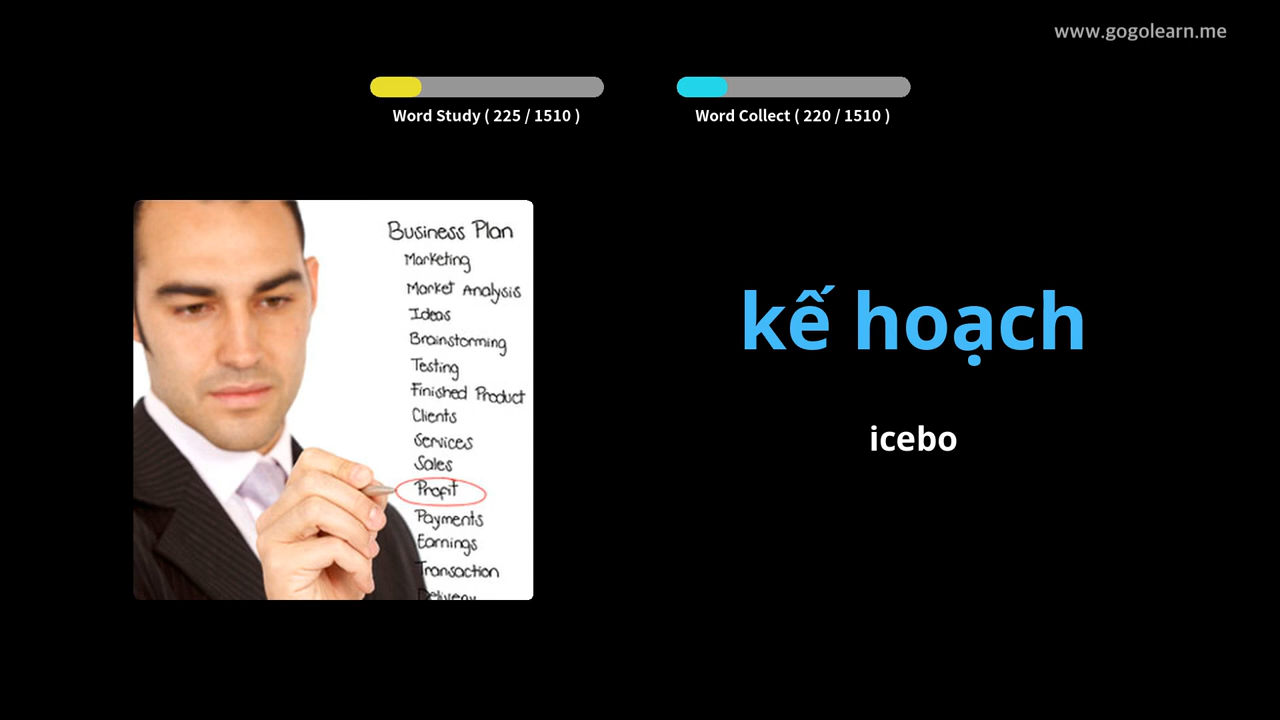 www.gogolearn.me
Word Study ( 225 / 1510 )
Word Collect ( 220 / 1510 )
Business Plan
Marketing
Market Analysis
Ideas
Brainstorming
Testing
Finished Product
Clients
Services
Sales
Profit
Payments
Earnings
Transaction
Delivery
kế hoạch
icebo